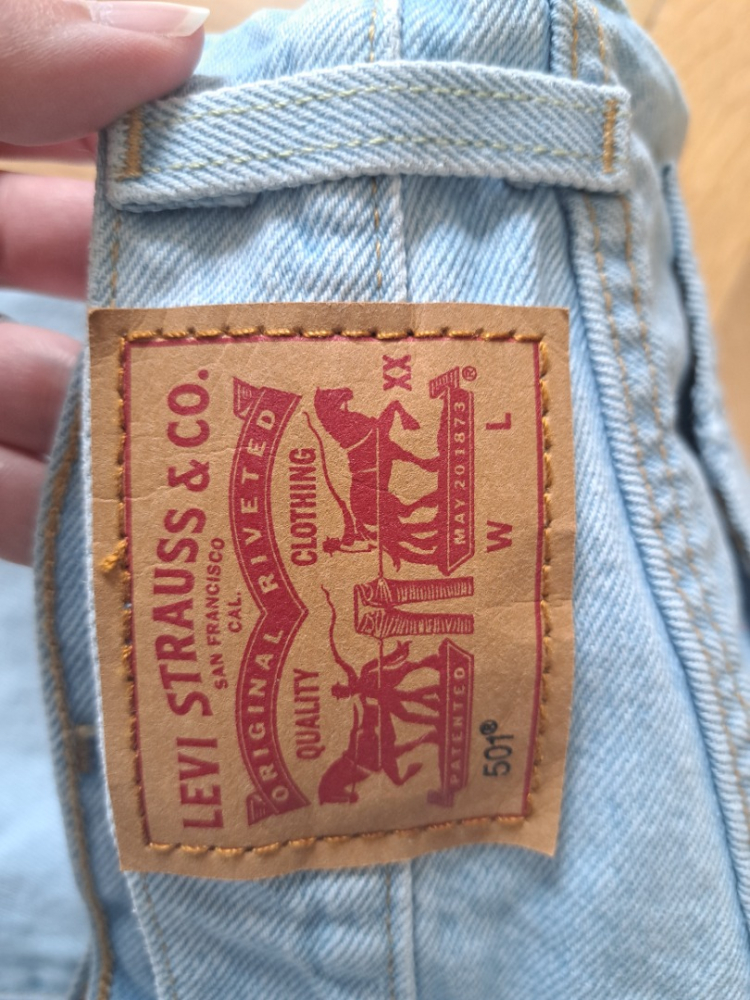 LEVI STRAUSS & CO.
SAN FRANCISCO
CAL.
ORIGINAL RIVETED
QUALITY CLOTHING
XX
PATENTED MAY 20 1873 ®
501® W L